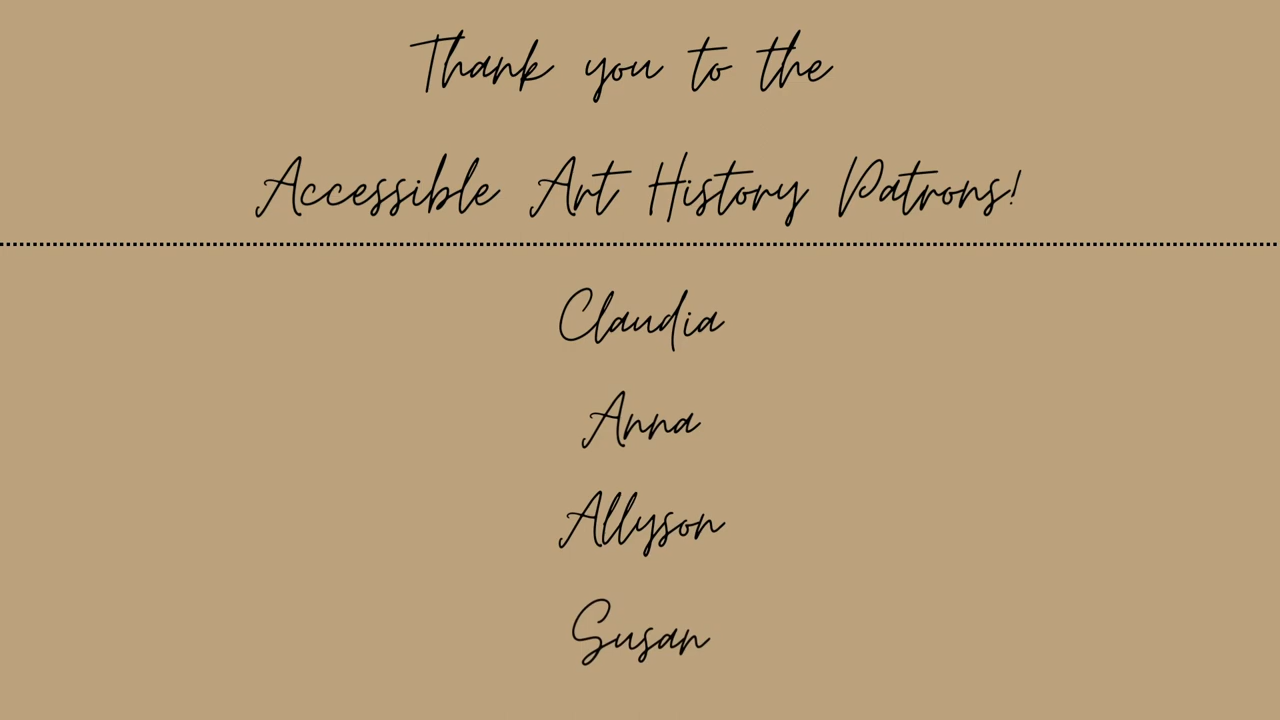 Thank you to the
Accessible Art History Patrons!
Claudia
Anna
Allyson
Susan